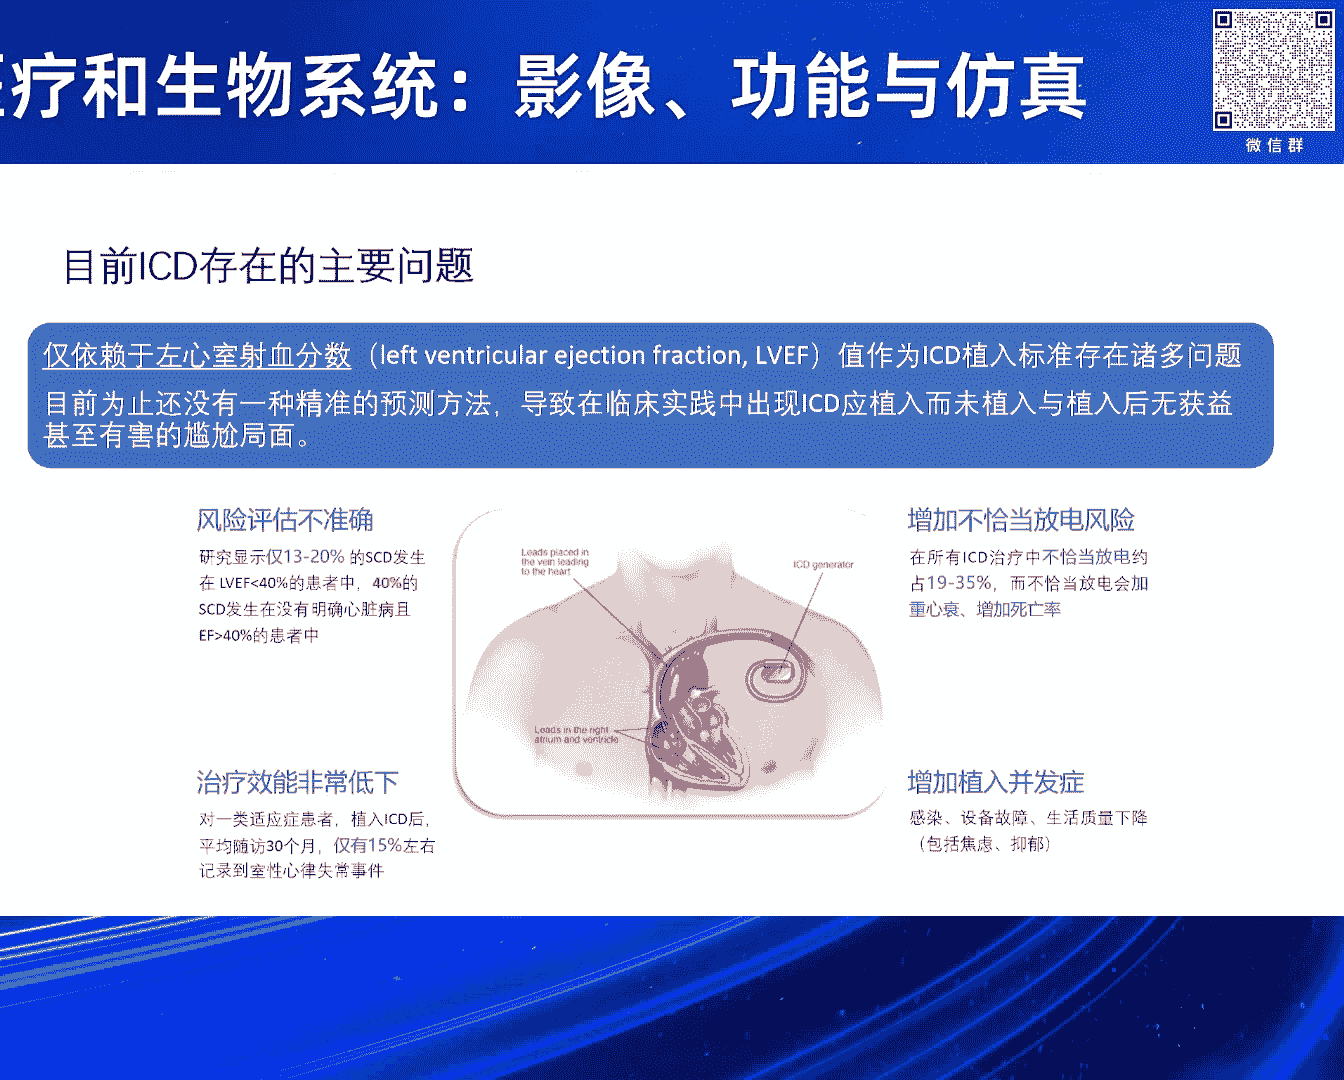 疗和生物系统：影像、功能与仿真
微信群
目前ICD存在的主要问题
仅依赖于左心室射血分数（left ventricular ejection fraction, LVEF）值作为ICD植入标准存在诸多问题
目前为止还没有一种精准的预测方法，导致在临床实践中出现ICD应植入而未植入与植入后无获益
甚至有害的尴尬局面。
风险评估不准确
研究显示仅13-20% 的SCD发生
在 LVEF<40%的患者中，40%的
SCD发生在没有明确心脏病且
EF>40%的患者中
Leads placed in
the vein leading
to the heart
ICD generator
Leads in the right
atrium and ventricle
增加不恰当放电风险
在所有ICD治疗中不恰当放电约
占19-35%，而不恰当放电会加
重心衰、增加死亡率
治疗效能非常低下
对一类适应症患者，植入ICD后，
平均随访30个月，仅有15%左右
记录到室性心律失常事件
增加植入并发症
感染、设备故障、生活质量下降
（包括焦虑、抑郁）